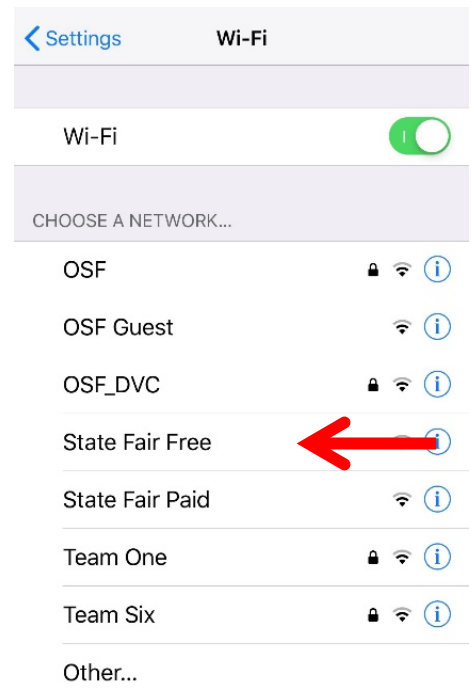 Settings Wi-Fi
Wi-Fi
CHOOSE A NETWORK...
OSF
OSF Guest
OSF_DVC
State Fair Free
State Fair Paid
Team One
Team Six
Other...